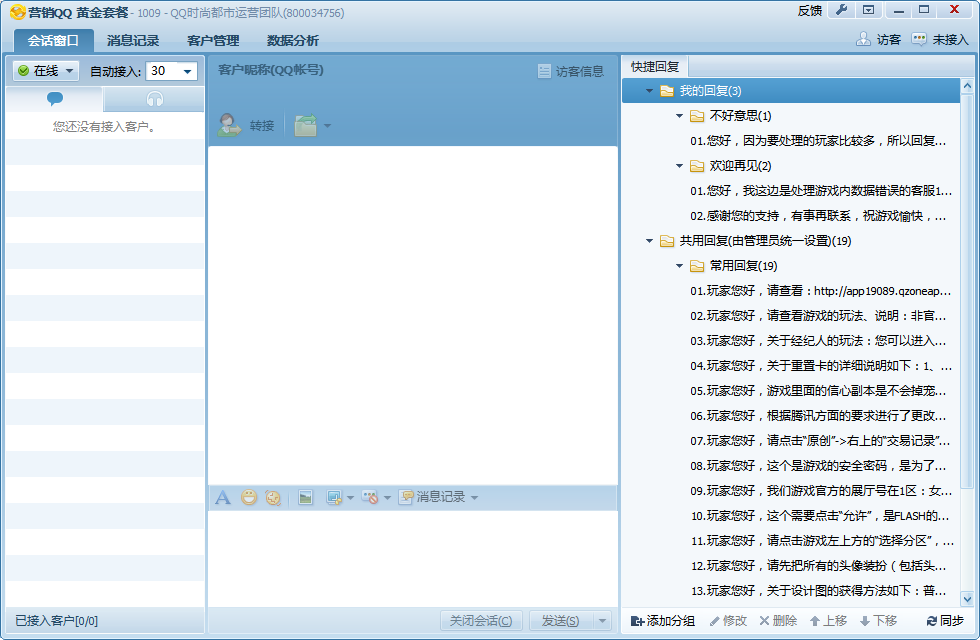 营销QQ 黄金套餐 - 1009 - QQ时尚都市运营团队(800034756)
反馈
会话窗口 消息记录 客户管理 数据分析
访客 未接入
在线 自动接入: 30
客户昵称(QQ帐号)
访客信息
快捷回复
您还没有接入客户。
转接
我的回复(3)
不好意思(1)
01.您好，因为要处理的玩家比较多，所以回复...
欢迎再见(2)
01.您好，我这边是处理游戏内数据错误的客服1...
02.感谢您的支持，有事再联系，祝游戏愉快，...
共用回复(由管理员统一设置)(19)
常用回复(19)
01.玩家您好，请查看：http://app19089.qzoneap...
02.玩家您好，请查看游戏的玩法、说明：非官...
03.玩家您好，关于经纪人的玩法：您可以进入...
04.玩家您好，关于重置卡的详细说明如下：1、...
05.玩家您好，游戏里面的信心副本是不会掉宠...
06.玩家您好，根据腾讯方面的要求进行了更改...
07.玩家您好，请点击“原创”->右上的“交易记录”...
08.玩家您好，这个是游戏的安全密码，是为了...
09.玩家您好，我们游戏官方的展厅号在1区：女...
10.玩家您好，这个需要点击“允许”，是FLASH的...
11.玩家您好，请点击游戏左上方的“选择分区”，...
12.玩家您好，请先把所有的头像装扮（包括头...
13.玩家您好，关于设计图的获得方法如下：普...
消息记录
已接入客户[0/0]
关闭会话(C) 发送(S)
添加分组 修改 删除 上移 下移 同步